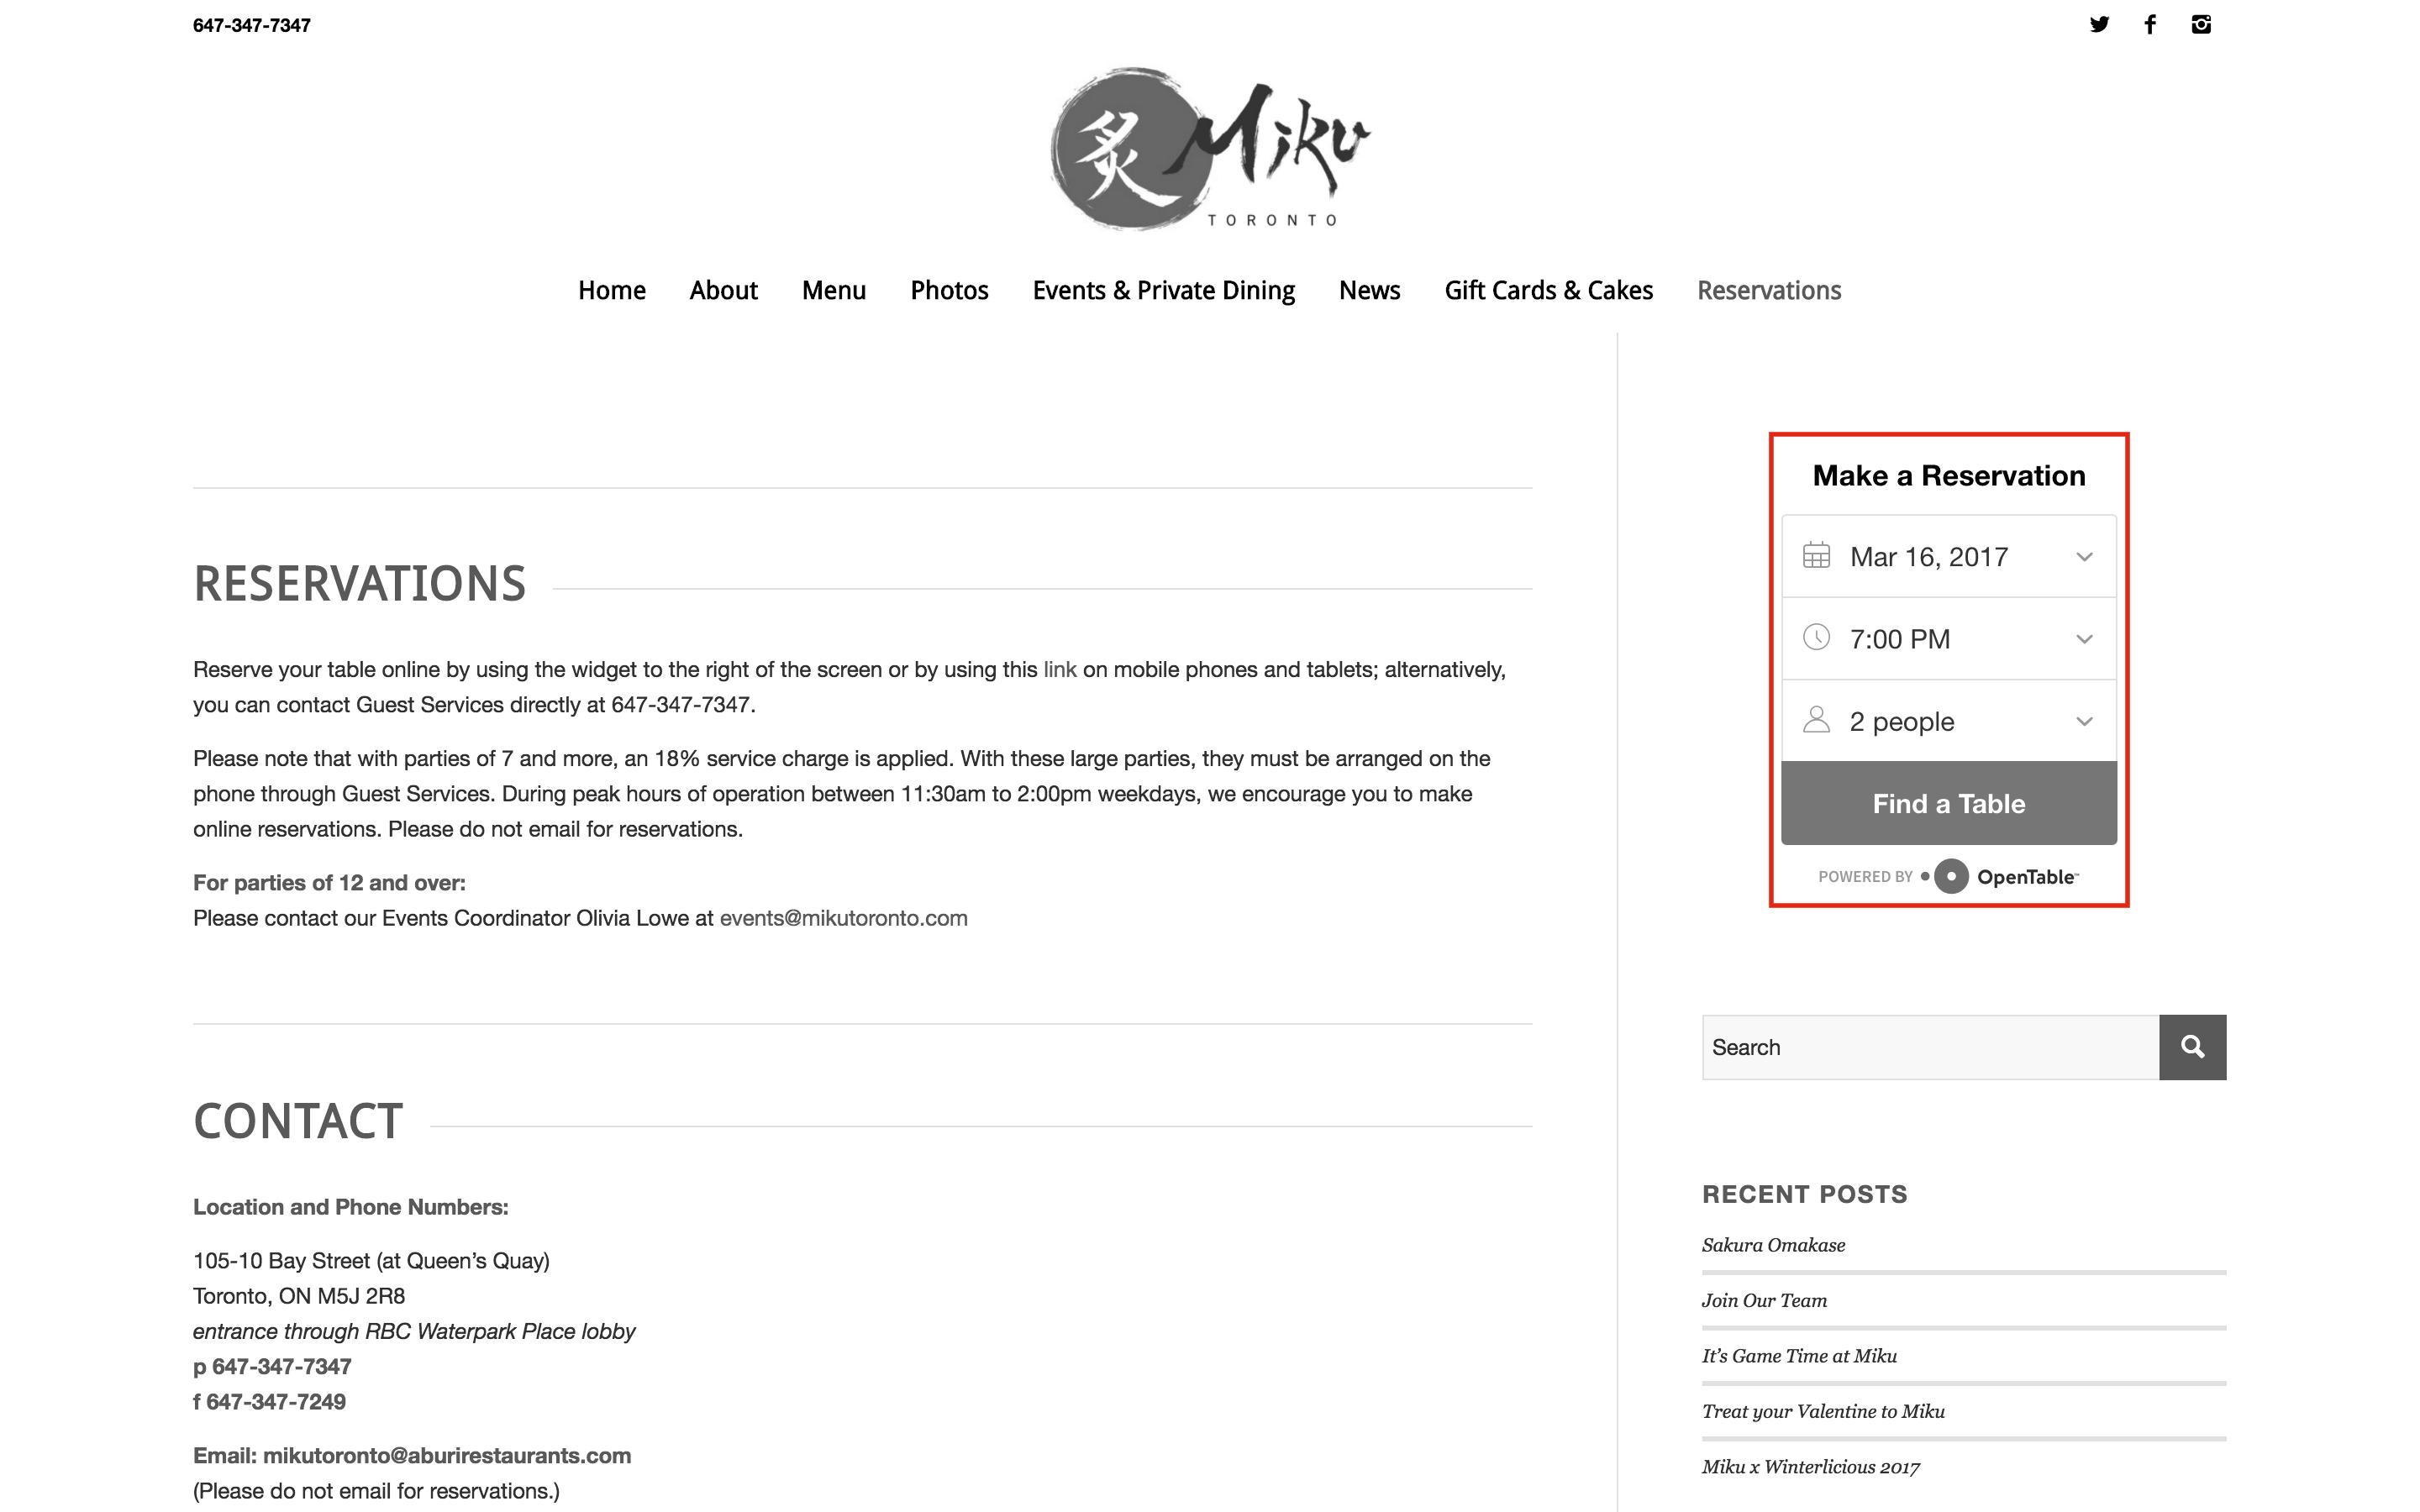 647-347-7347
炙 Miku
TORONTO
Home About Menu Photos Events & Private Dining News Gift Cards & Cakes Reservations
RESERVATIONS
Reserve your table online by using the widget to the right of the screen or by using this link on mobile phones and tablets; alternatively,
you can contact Guest Services directly at 647-347-7347.
Please note that with parties of 7 and more, an 18% service charge is applied. With these large parties, they must be arranged on the
phone through Guest Services. During peak hours of operation between 11:30am to 2:00pm weekdays, we encourage you to make
online reservations. Please do not email for reservations.
For parties of 12 and over:
Please contact our Events Coordinator Olivia Lowe at events@mikutoronto.com
CONTACT
Location and Phone Numbers:
105-10 Bay Street (at Queen’s Quay)
Toronto, ON M5J 2R8
entrance through RBC Waterpark Place lobby
p 647-347-7347
f 647-347-7249
Email: mikutoronto@aburirestaurants.com
(Please do not email for reservations.)
Make a Reservation
Mar 16, 2017
7:00 PM
2 people
Find a Table
POWERED BY OpenTable™
Search
RECENT POSTS
Sakura Omakase
Join Our Team
It’s Game Time at Miku
Treat your Valentine to Miku
Miku x Winterlicious 2017